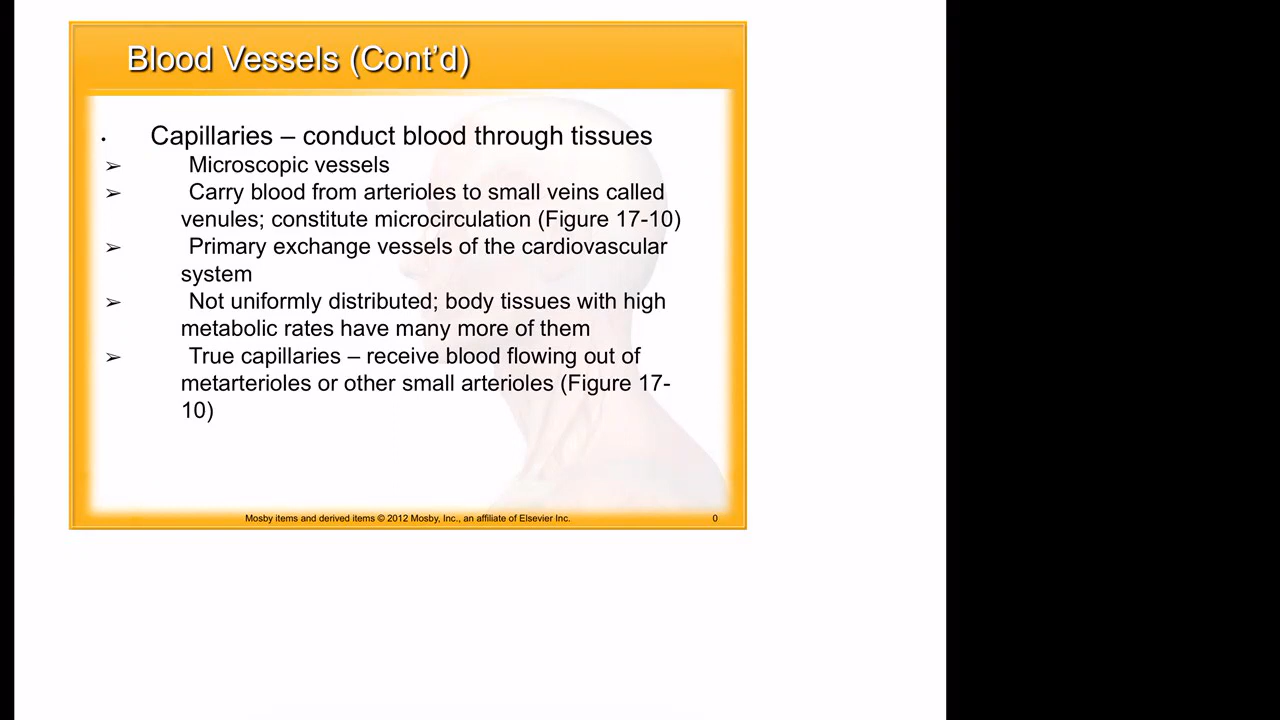 Blood Vessels (Cont’d)
• Capillaries – conduct blood through tissues
➢ Microscopic vessels
➢ Carry blood from arterioles to small veins called
venules; constitute microcirculation (Figure 17-10)
➢ Primary exchange vessels of the cardiovascular
system
➢ Not uniformly distributed; body tissues with high
metabolic rates have many more of them
➢ True capillaries – receive blood flowing out of
metarterioles or other small arterioles (Figure 17-
10)
Mosby items and derived items © 2012 Mosby, Inc., an affiliate of Elsevier Inc. 0